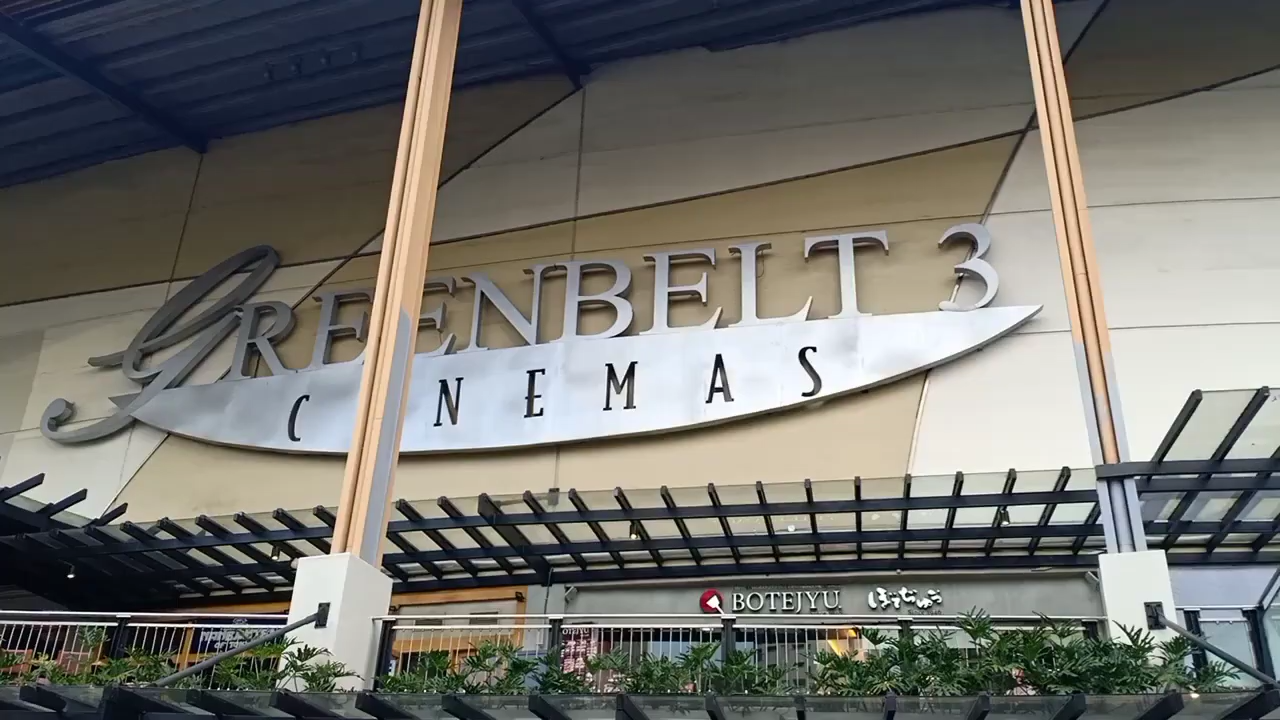 GREENBELT 3
CINEMAS
BOTEJYU ぼてぢゅう